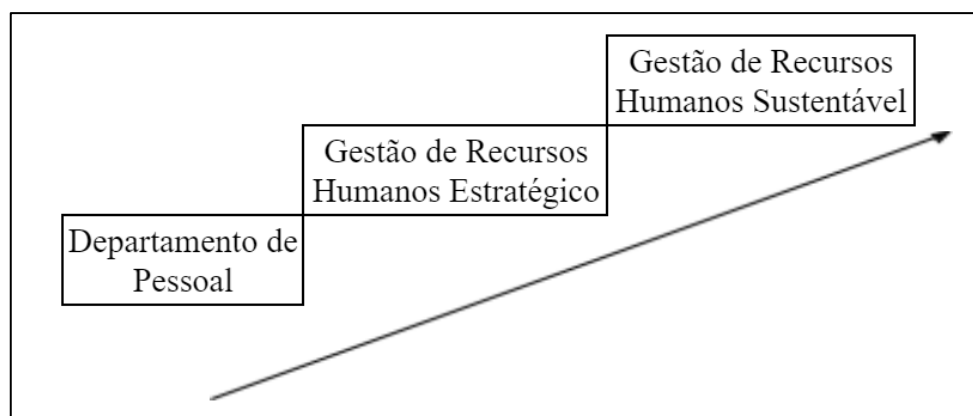 Gestão de Recursos
Humanos Sustentável
Gestão de Recursos
Humanos Estratégico
Departamento de
Pessoal